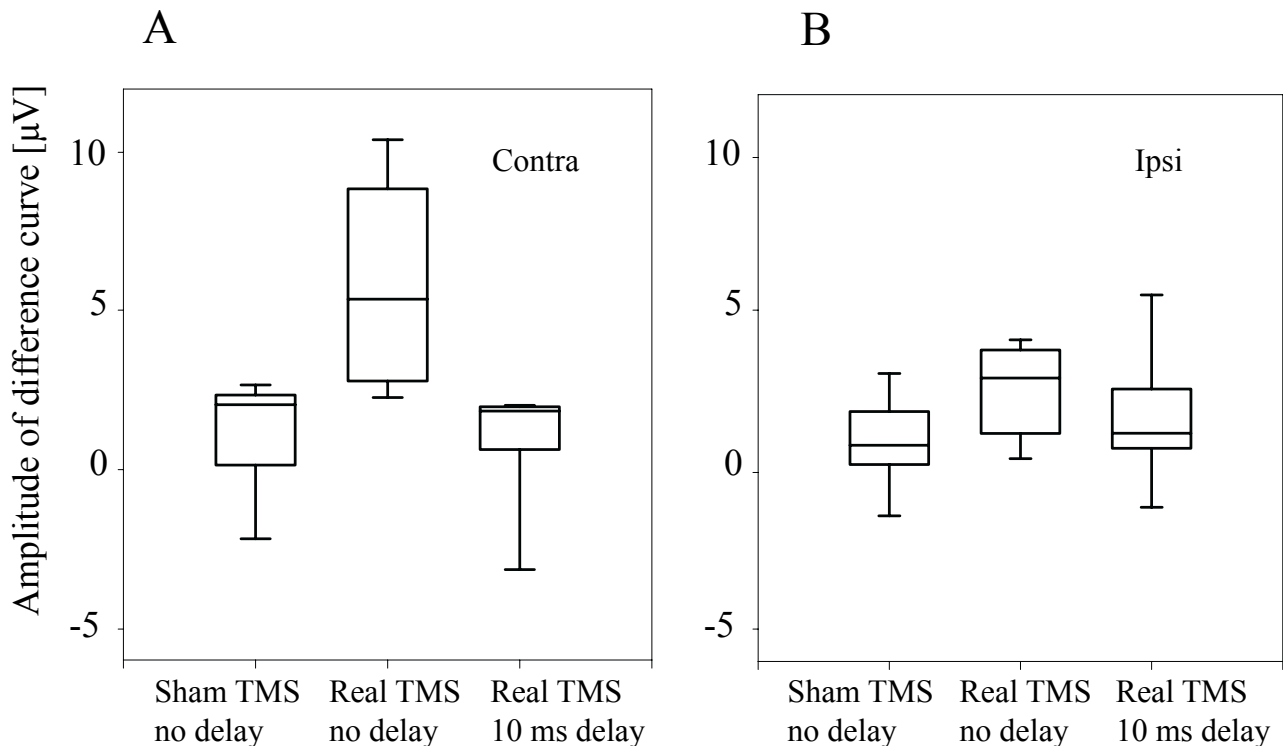 A
Amplitude of difference curve [µV]
10
5
0
-5
Contra
Sham TMS
no delay
Real TMS
no delay
Real TMS
10 ms delay
B
10
5
0
-5
Ipsi
Sham TMS
no delay
Real TMS
no delay
Real TMS
10 ms delay